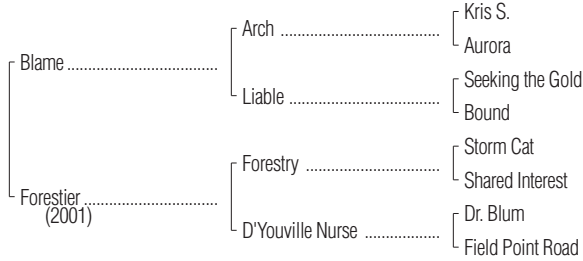 Kris S.
Arch ..................................
Aurora
Blame ................................
Seeking the Gold
Liable ................................
Bound
Storm Cat
Forestry ............................
Shared Interest
Forestier ............................
(2001)
Dr. Blum
D'Youville Nurse ................
Field Point Road